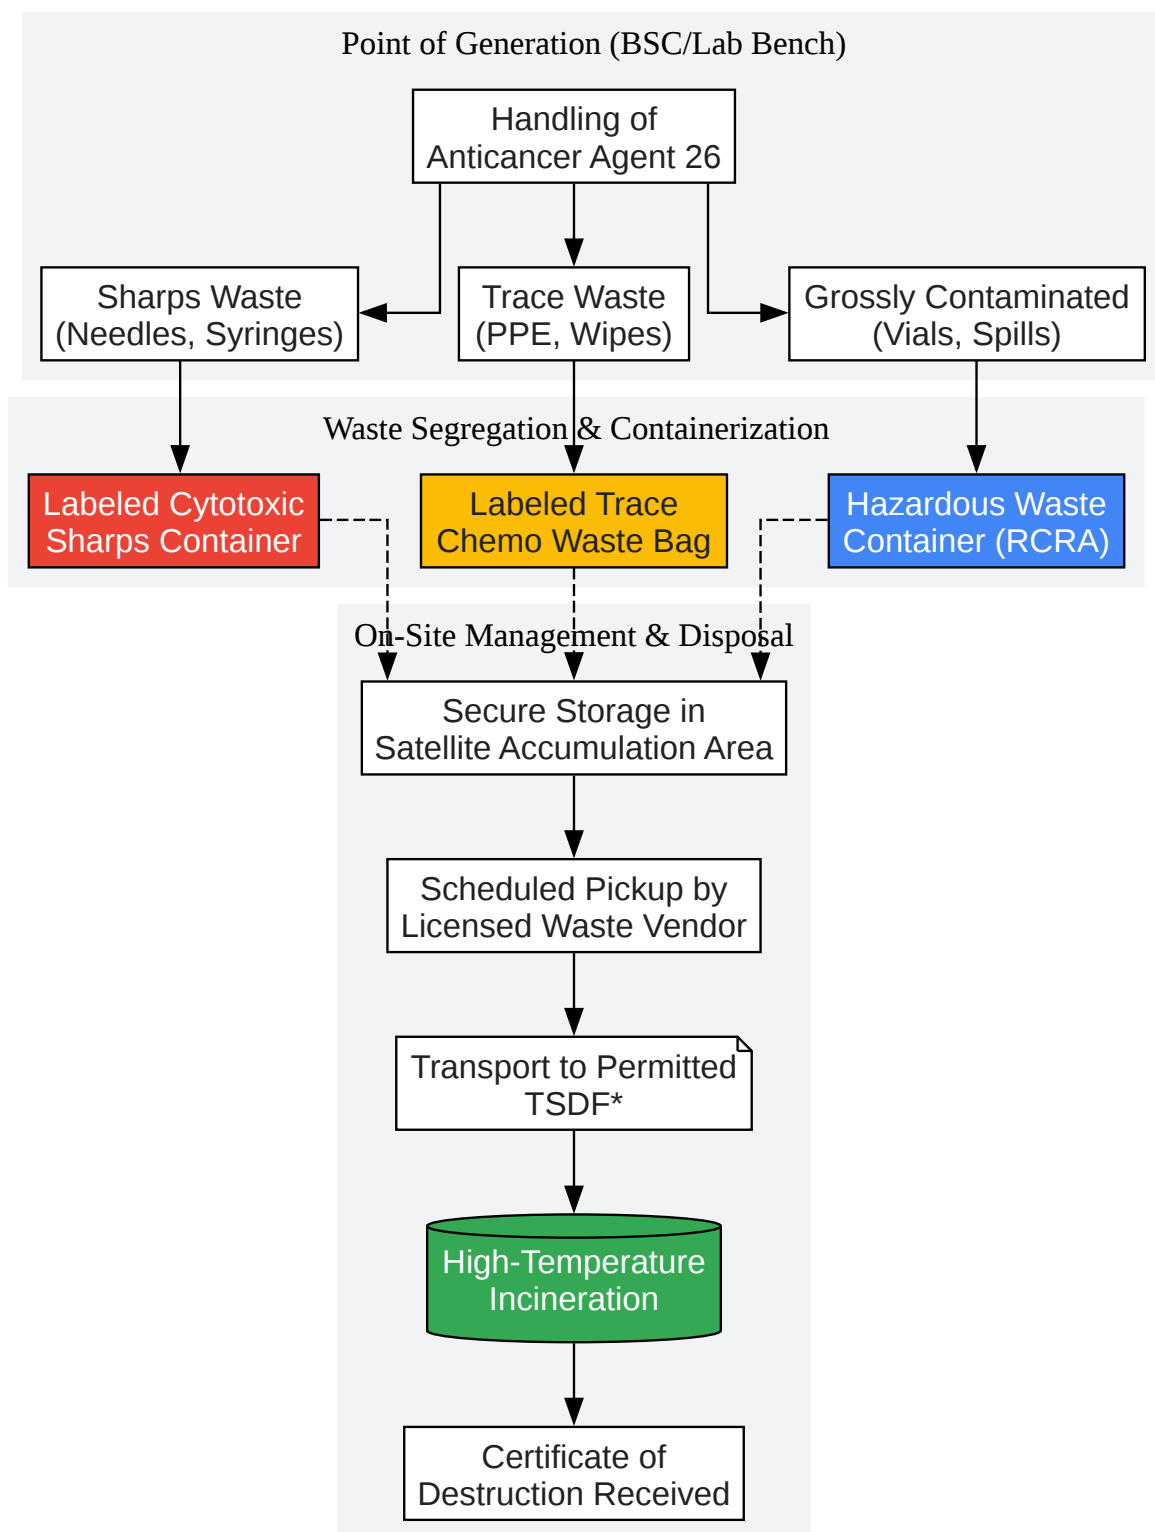 Point of Generation (BSC/Lab Bench)
Handling of
Anticancer Agent 26
Sharps Waste
(Needles, Syringes)
Trace Waste
(PPE, Wipes)
Grossly Contaminated
(Vials, Spills)
Waste Segregation & Containerization
Labeled Cytotoxic
Sharps Container
Labeled Trace
Chemo Waste Bag
Hazardous Waste
Container (RCRA)
On-Site Management & Disposal
Secure Storage in
Satellite Accumulation Area
Scheduled Pickup by
Licensed Waste Vendor
Transport to Permitted
TSDF*
High-Temperature
Incineration
Certificate of
Destruction Received